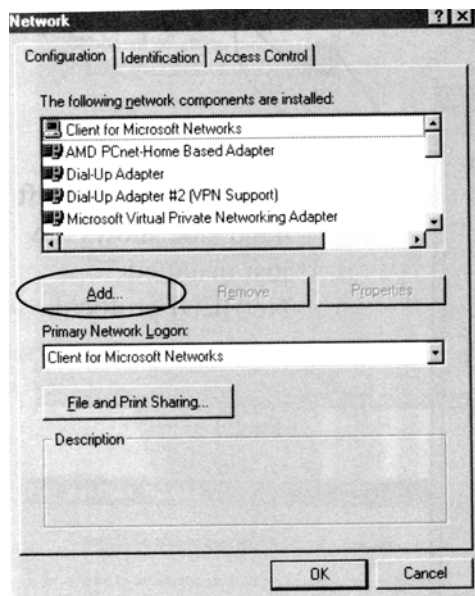 Network
? ×
Configuration Identification Access Control
The following network components are installed:
Client for Microsoft Networks
AMD PCnet-Home Based Adapter
Dial-Up Adapter
Dial-Up Adapter #2 (VPN Support)
Microsoft Virtual Private Networking Adapter
Add... Remove Properties
Primary Network Logon:
Client for Microsoft Networks
File and Print Sharing...
Description
OK Cancel